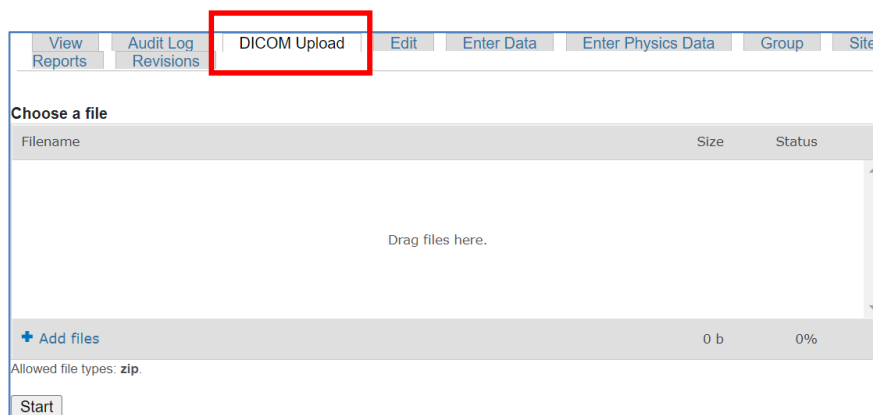 View Audit Log DICOM Upload Edit Enter Data Enter Physics Data Group Site
Reports Revisions
Choose a file
Filename Size Status
Drag files here.
Add files 0 b 0%
Allowed file types: zip.
Start